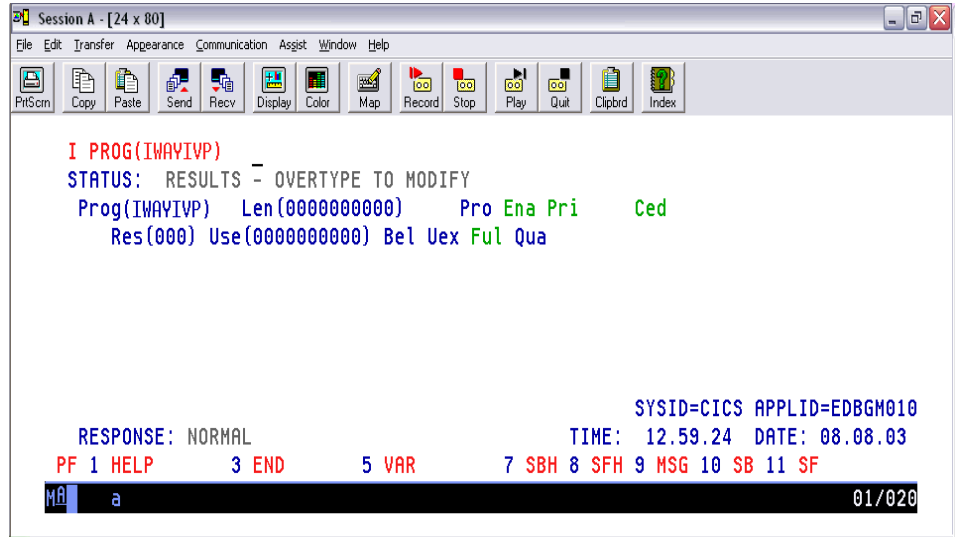 Session A - [24 x 80]
File Edit Transfer Appearance Communication Assist Window Help
PrtScrn Copy Paste Send Recv Display Color Map Record Stop Play Quit Clipbrd Index
I PROG(IWAYIVP)
STATUS: RESULTS - OVERTYPE TO MODIFY
Prog(IWAYIVP) Len(0000000000) Pro Ena Pri Ced
Res(000) Use(0000000000) Bel Uex Ful Qua
SYSID=CICS APPLID=EDBGM010
RESPONSE: NORMAL TIME: 12.59.24 DATE: 08.08.03
PF 1 HELP 3 END 5 VAR 7 SBH 8 SFH 9 MSG 10 SB 11 SF
MA a 01/020